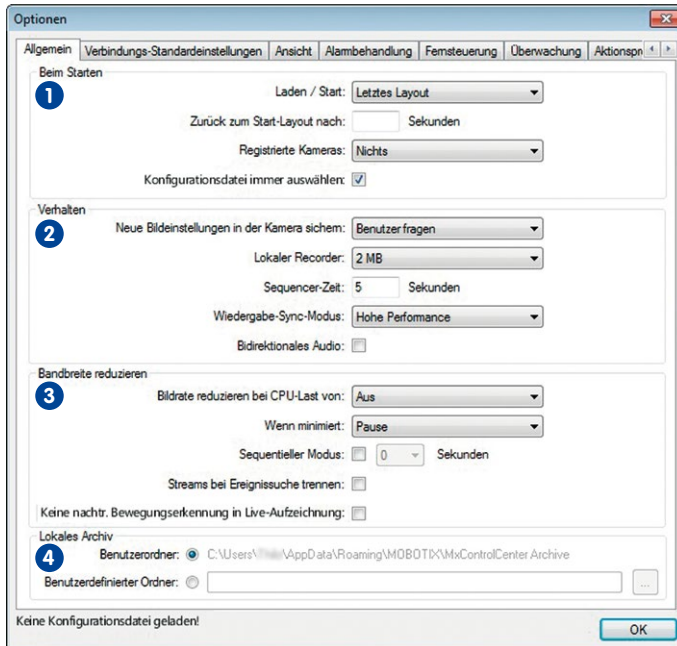 Optionen
Allgemein Verbindungs-Standardeinstellungen Ansicht Alarmbehandlung Fernsteuerung Überwachung Aktionspr
Beim Starten
1
Laden / Start: Letztes Layout
Zurück zum Start-Layout nach: Sekunden
Registrierte Kameras: Nichts
Konfigurationsdatei immer auswählen:
Verhalten
2
Neue Bildeinstellungen in der Kamera sichern: Benutzer fragen
Lokaler Recorder: 2 MB
Sequencer-Zeit: 5 Sekunden
Wiedergabe-Sync-Modus: Hohe Performance
Bidirektionales Audio:
Bandbreite reduzieren
3
Bildrate reduzieren bei CPU-Last von: Aus
Wenn minimiert: Pause
Sequentieller Modus: 0 Sekunden
Streams bei Ereignissuche trennen:
Keine nachtr. Bewegungserkennung in Live-Aufzeichnung:
Lokales Archiv
4
Benutzerordner: C:\Users\ \AppData\Roaming\MOBOTIX\MxControlCenter Archive
Benutzerdefinierter Ordner: ...
Keine Konfigurationsdatei geladen!
OK